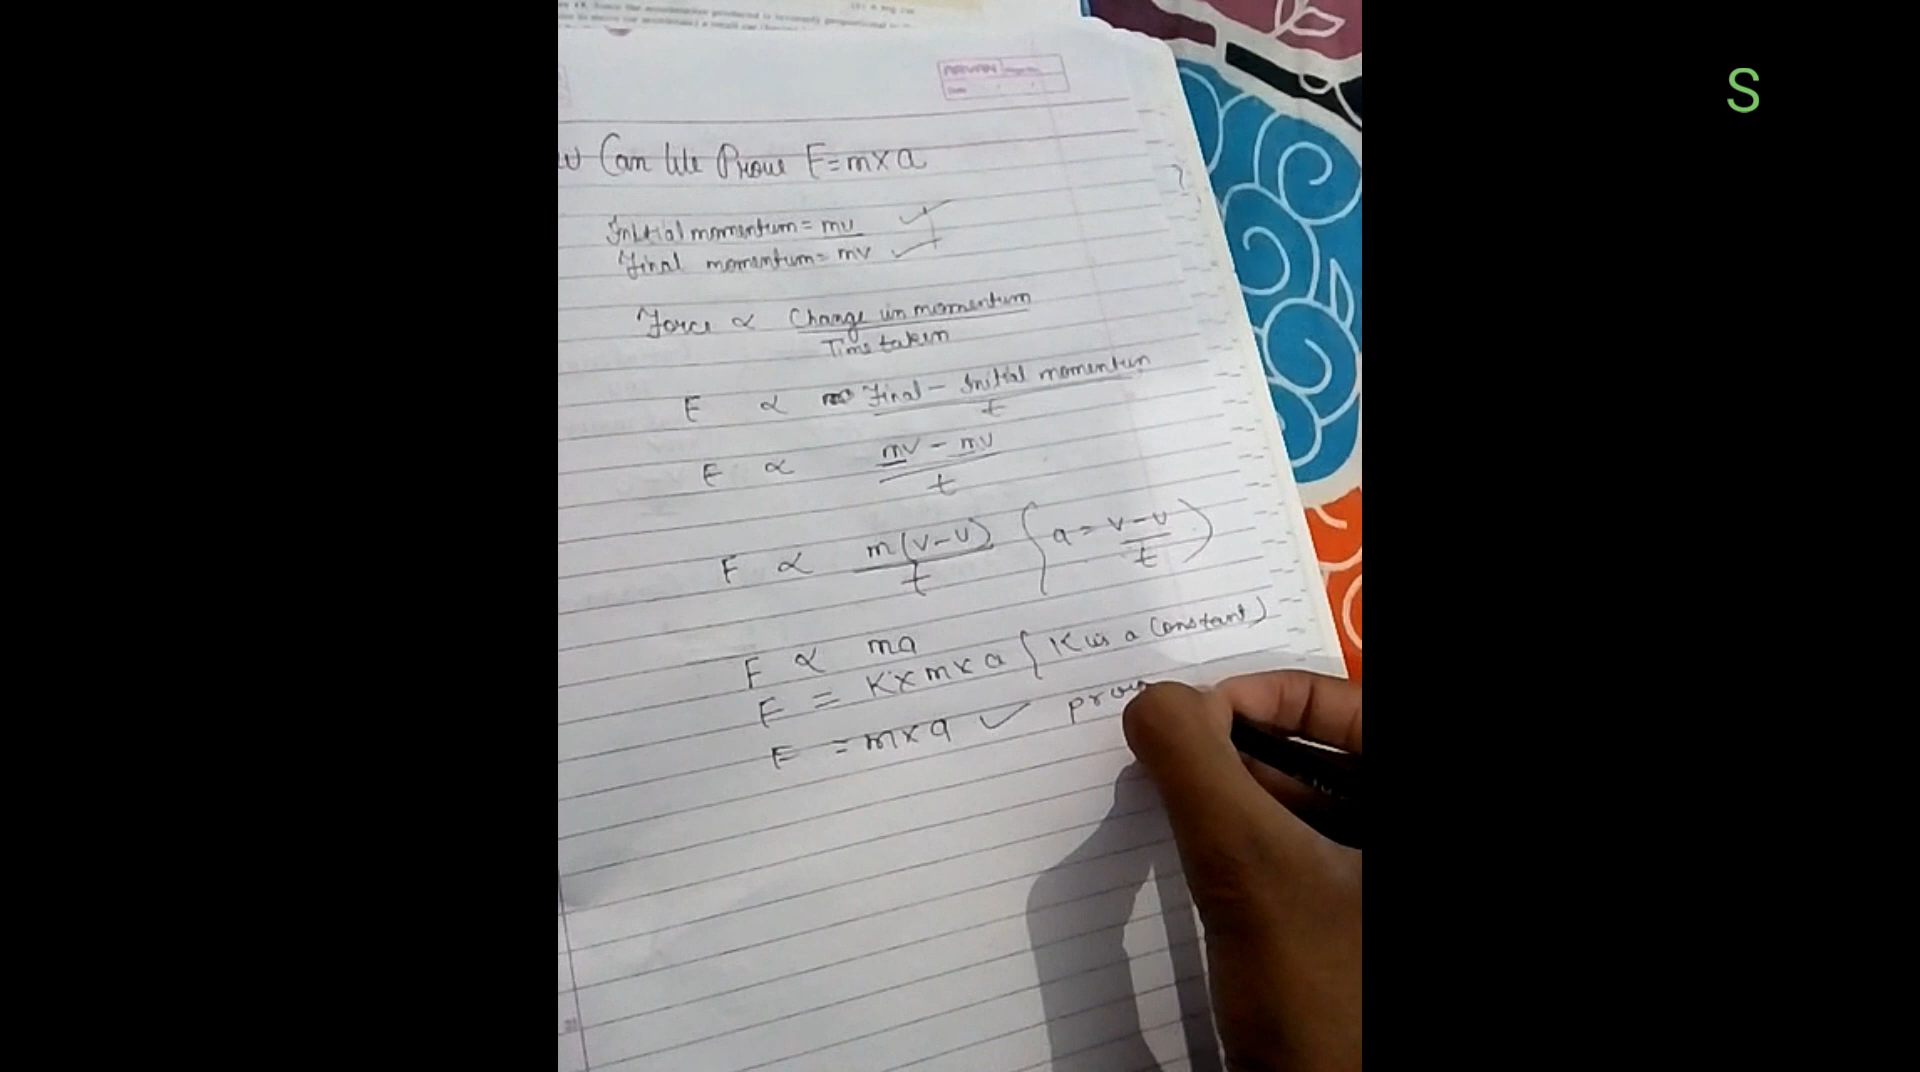 S
Can We Prove F=m×a
Initial momentum = mu
Final momentum = mv
Force ∝ Change in momentum
Time taken
F ∝ Final - Initial momentum
t
F ∝ mv - mu
t
F ∝ m(v-u) { a = v-u )
t t
F ∝ ma
F = K×m×a { K is a Constant)
F = m×a ✓